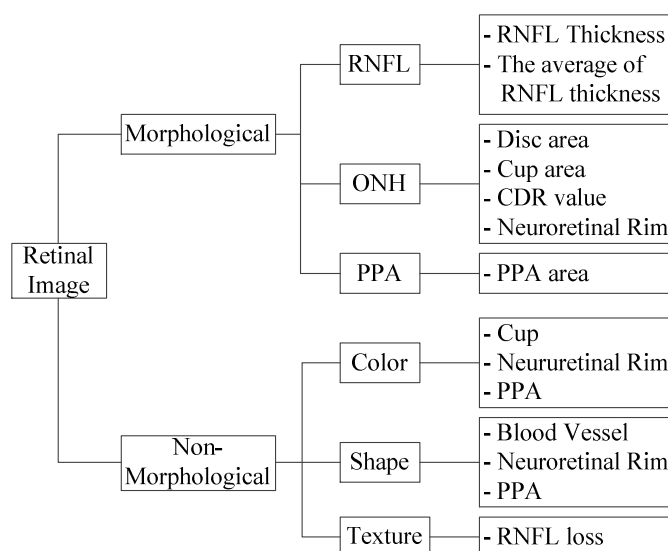 Retinal
Image
Morphological
RNFL
- RNFL Thickness
- The average of
RNFL thickness
ONH
- Disc area
- Cup area
- CDR value
- Neuroretinal Rim
PPA
- PPA area
Non-
Morphological
Color
- Cup
- Neururetinal Rim
- PPA
Shape
- Blood Vessel
- Neuroretinal Rim
- PPA
Texture
- RNFL loss